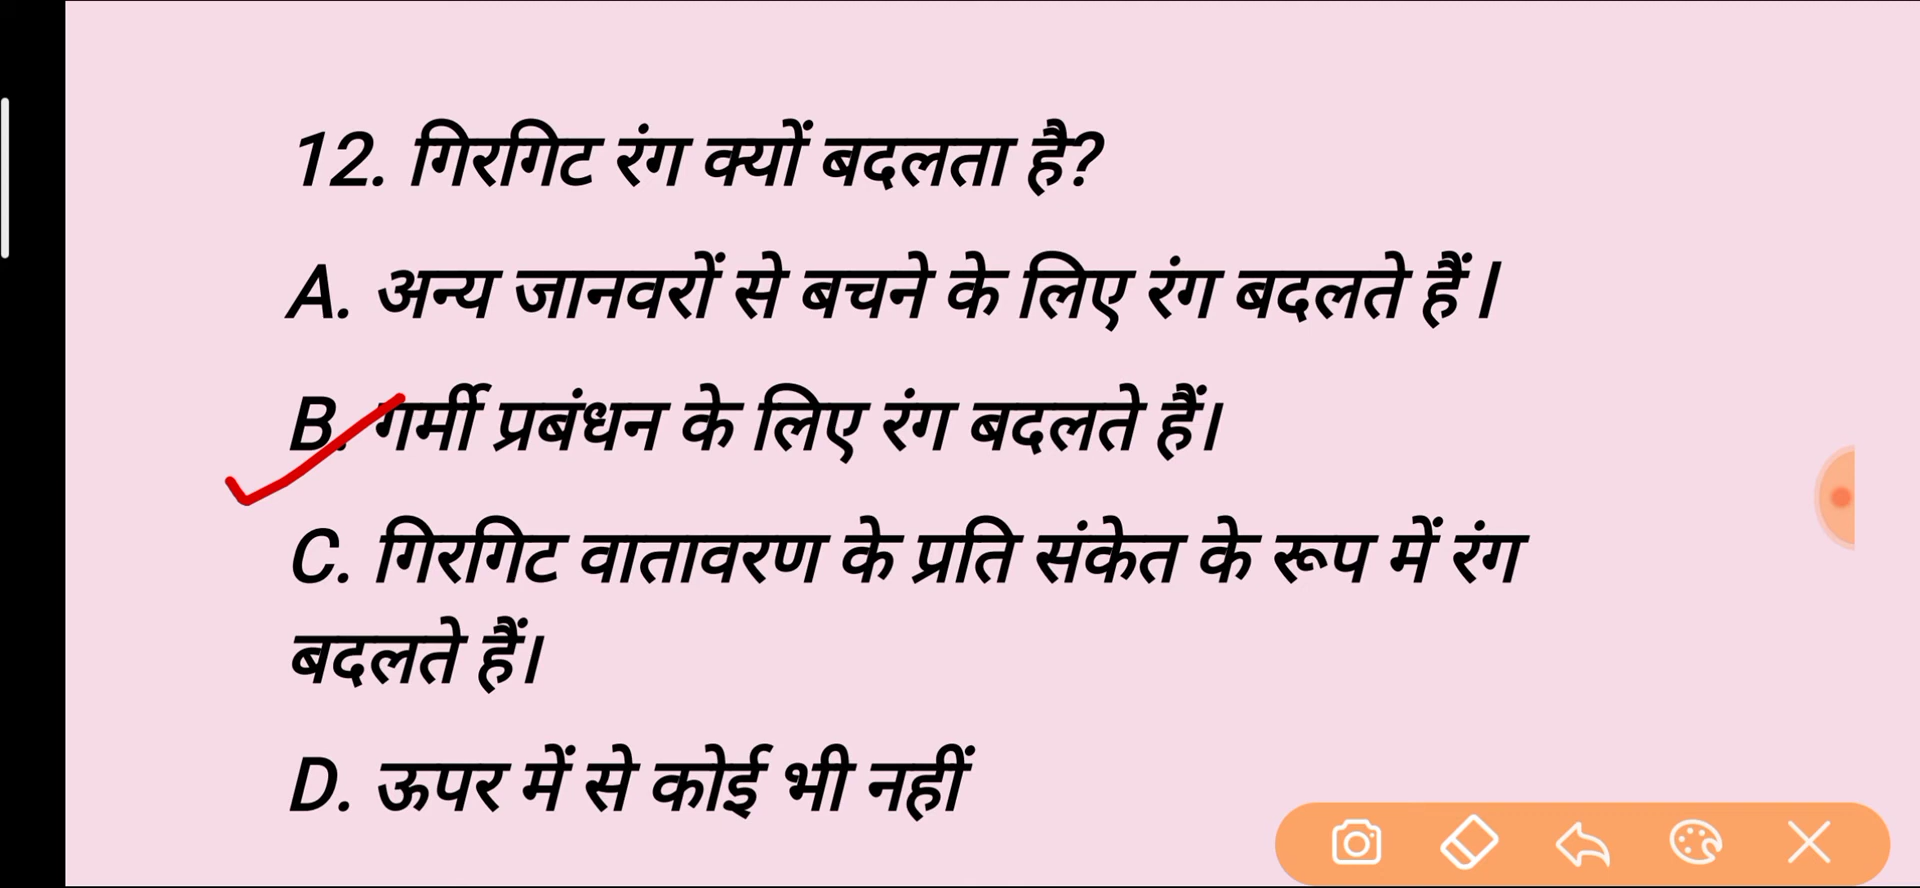 12. गिरगिट रंग क्यों बदलता है?
A. अन्य जानवरों से बचने के लिए रंग बदलते हैं।
B. गर्मी प्रबंधन के लिए रंग बदलते हैं।
C. गिरगिट वातावरण के प्रति संकेत के रूप में रंग
बदलते हैं।
D. ऊपर में से कोई भी नहीं